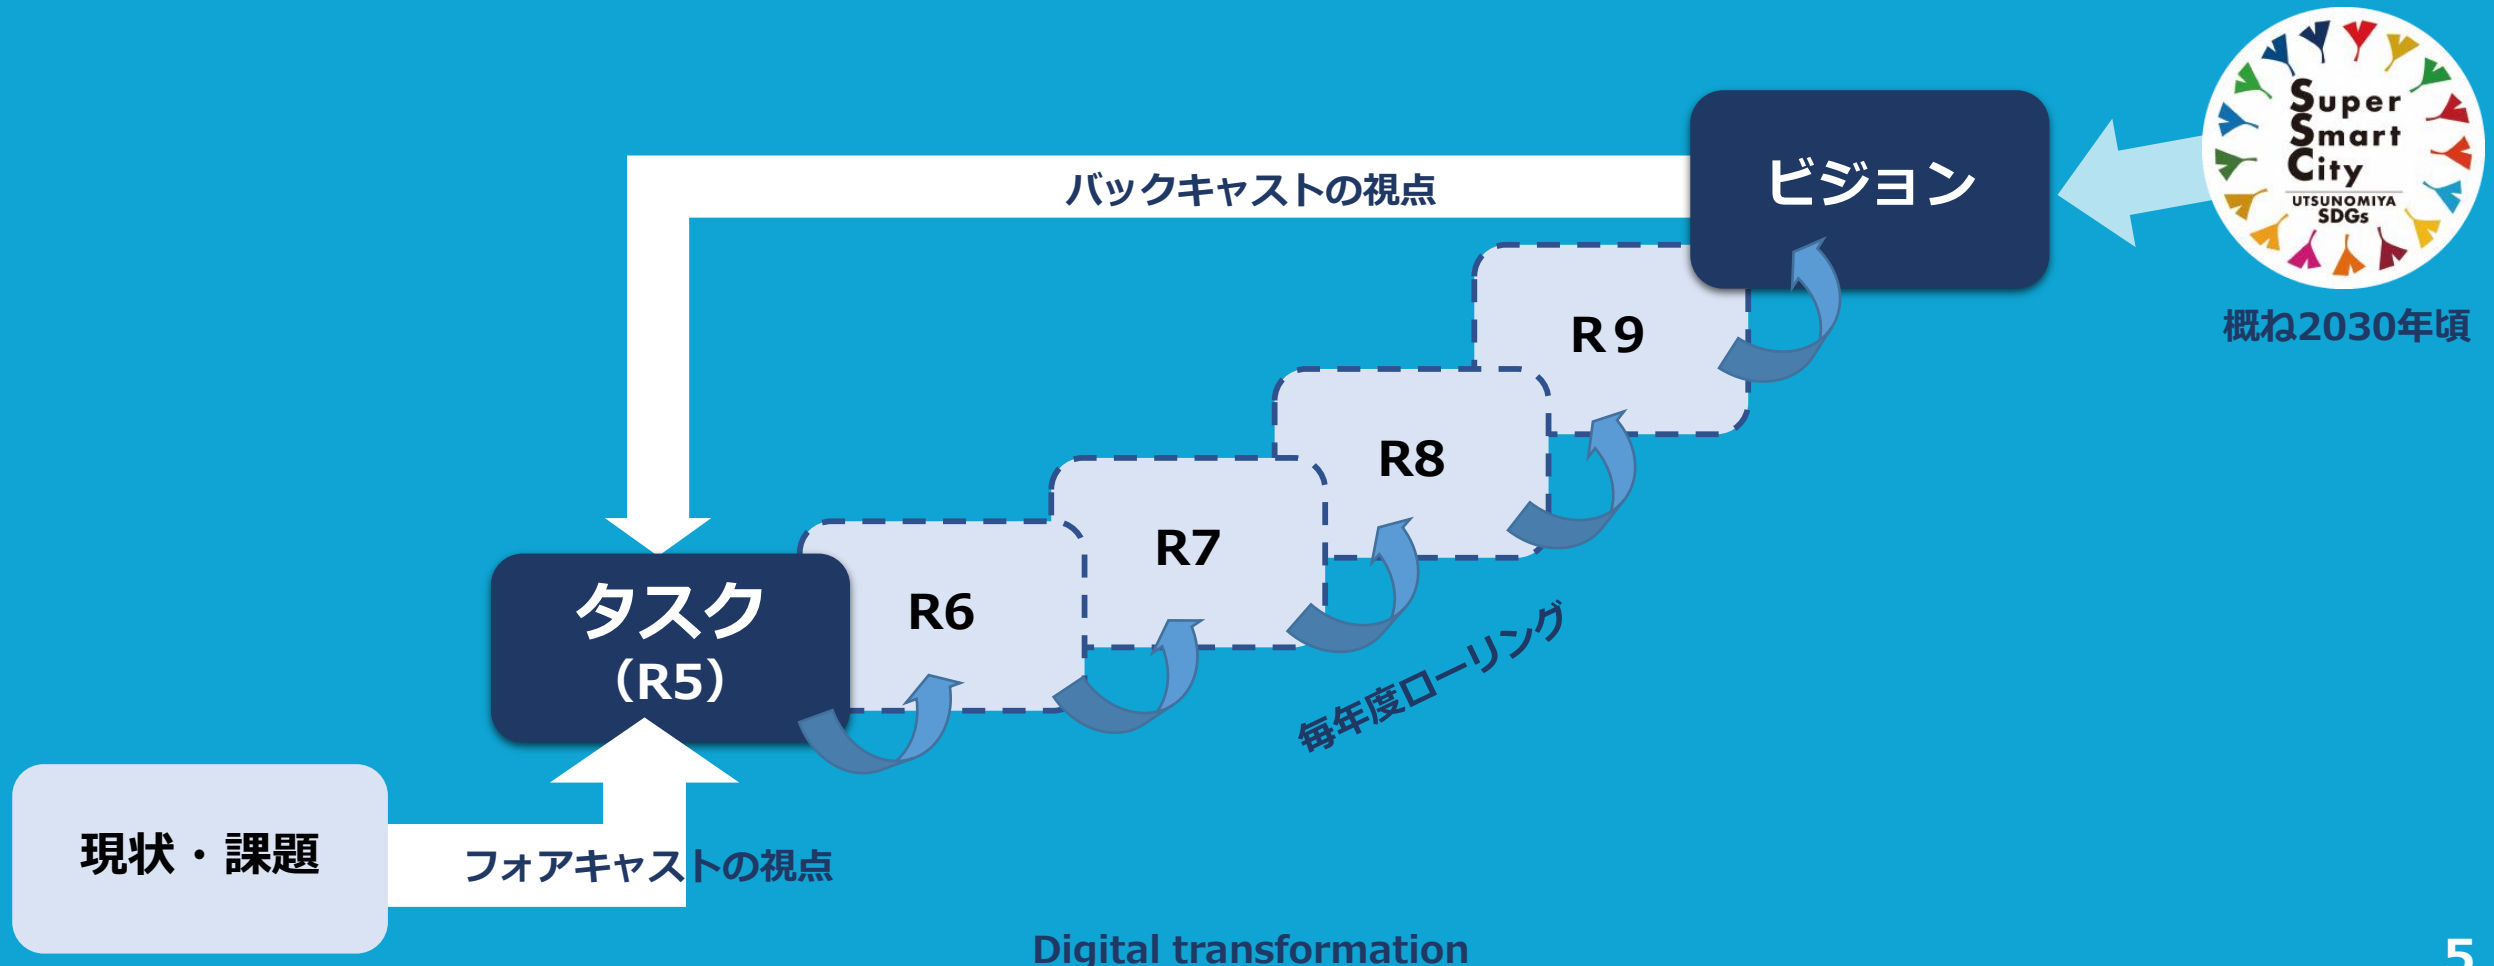 Super
Smart
City
UTSUNOMIYA
SDGs
概ね2030年頃
ビジョン
バックキャストの視点
R９
R8
R7
R6
タスク
（R5）
毎年度ローリング
現状・課題
フォアキャストの視点
Digital transformation
5